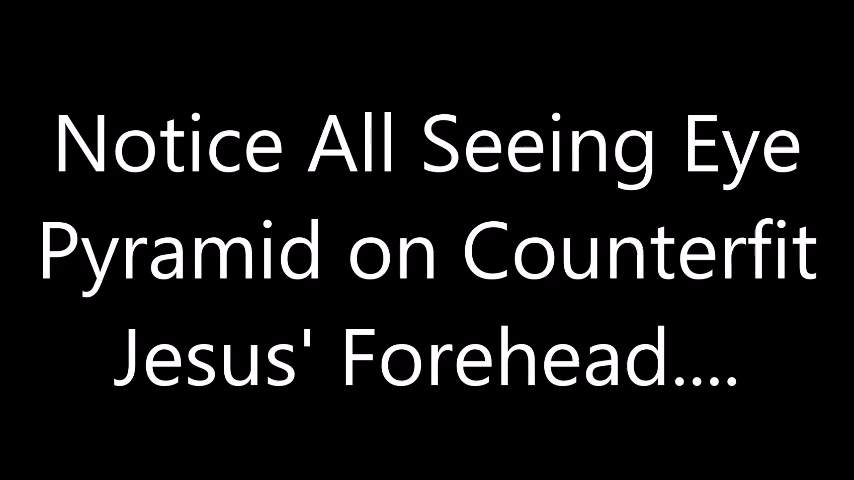 Notice All Seeing Eye
Pyramid on Counterfit
Jesus' Forehead....